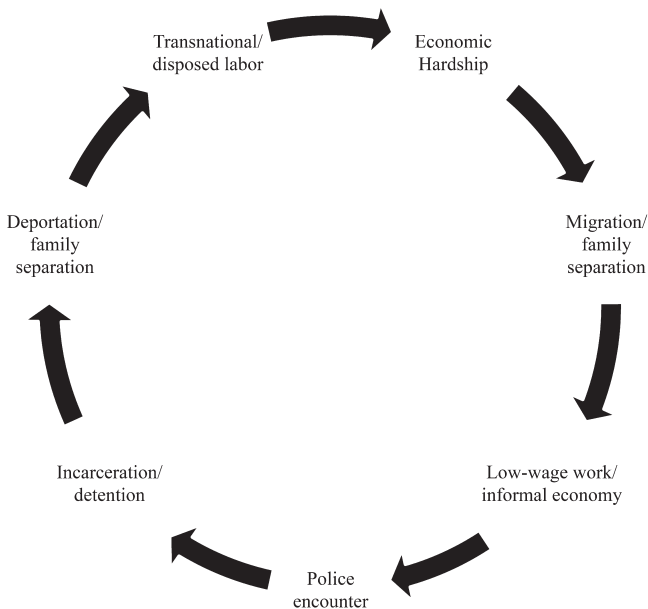 Transnational/
disposed labor
Economic
Hardship
Migration/
family
separation
Low-wage work/
informal economy
Police
encounter
Incarceration/
detention
Deportation/
family
separation